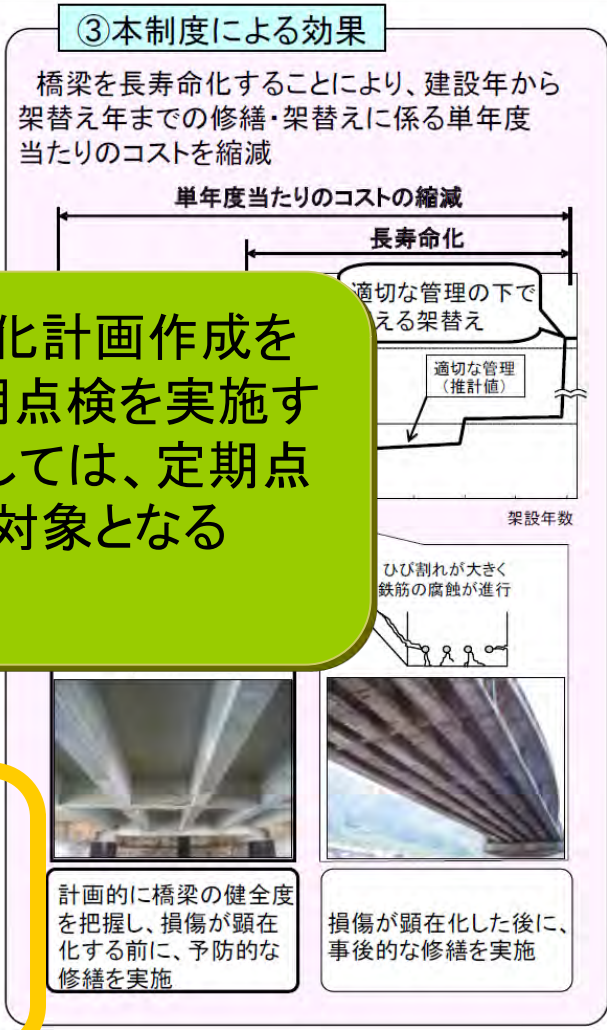 ③本制度による効果
橋梁を長寿命化することにより、建設年から
架替え年までの修繕・架替えに係る単年度
当たりのコストを縮減
単年度当たりのコストの縮減
長寿命化
適切な管理の下で
える架替え
適切な管理
（推計値）
架設年数
化計画作成を
期点検を実施す
しては、定期点
対象となる
ひび割れが大きく
鉄筋の腐蝕が進行
計画的に橋梁の健全度
を把握し、損傷が顕在
化する前に、予防的な
修繕を実施
損傷が顕在化した後に、
事後的な修繕を実施